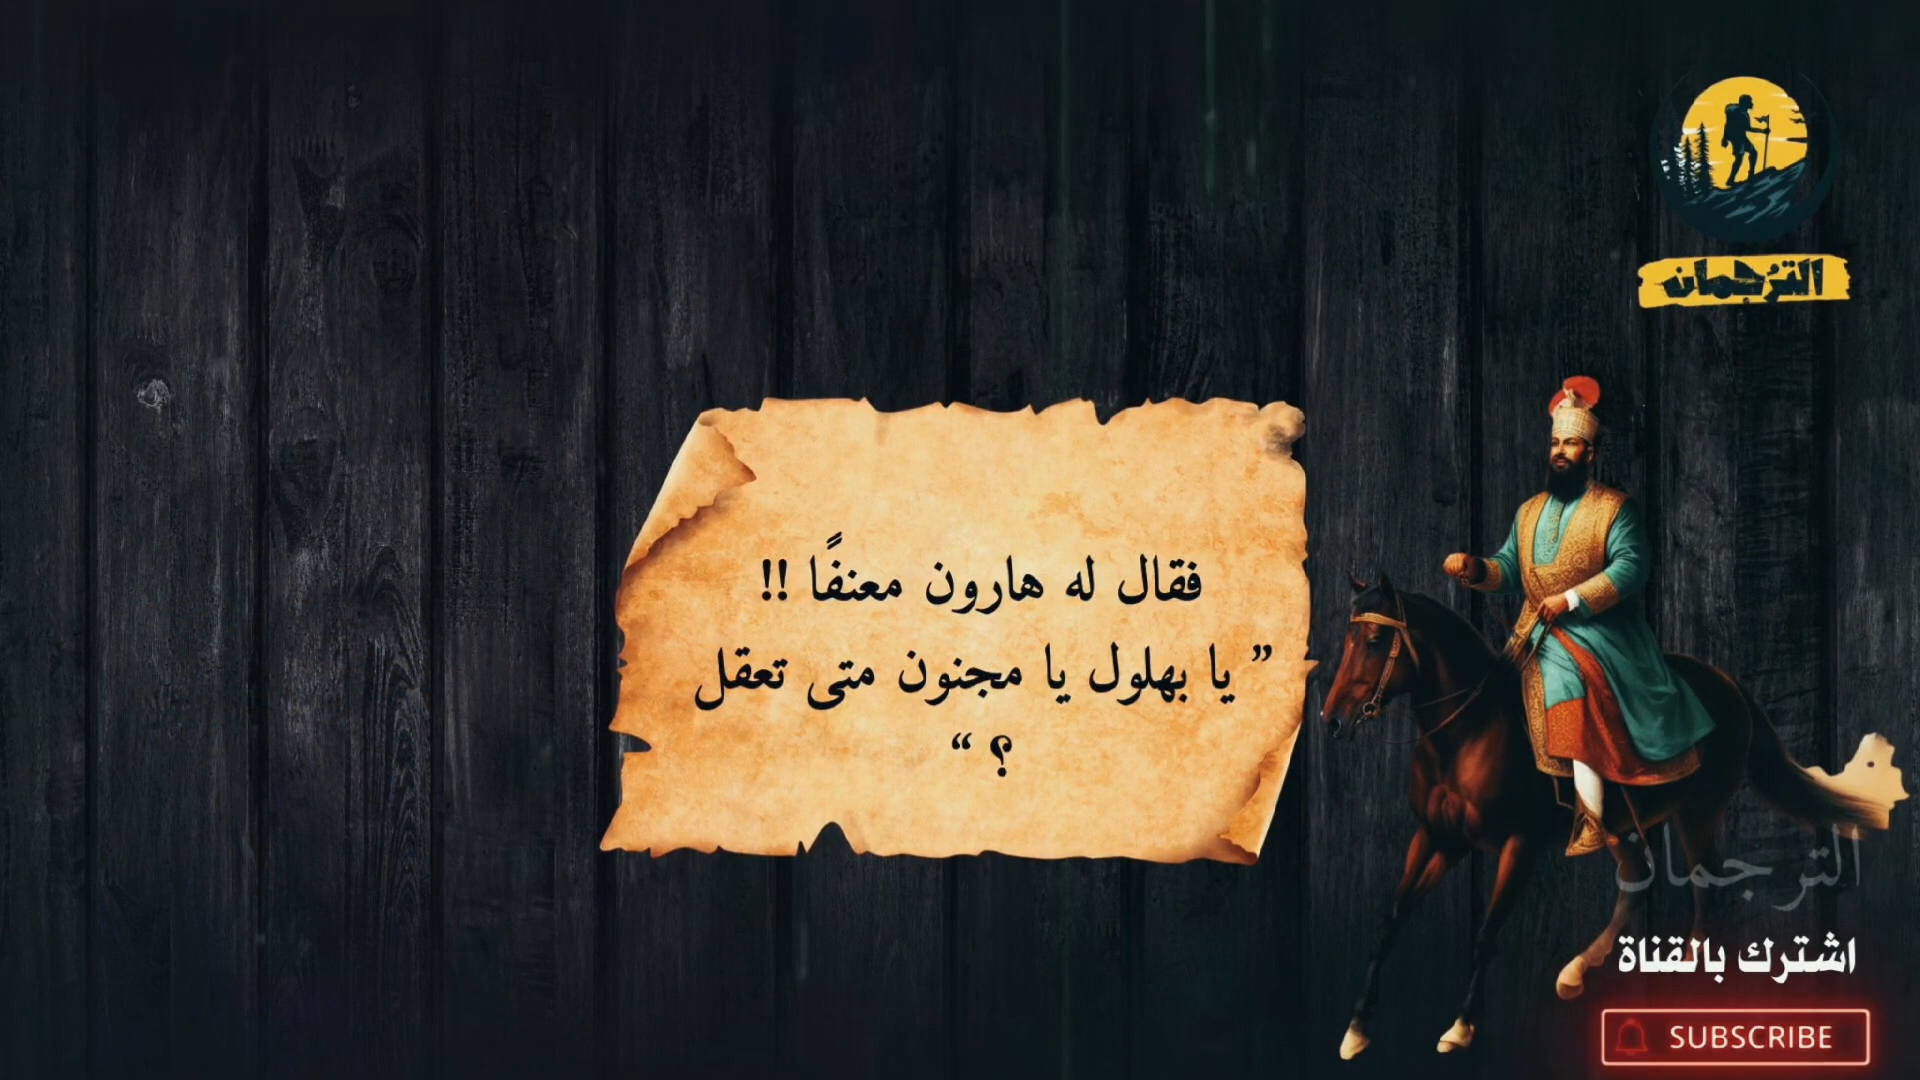 الترجمان
فقال له هارون معنفًا !!
” يا بهلول يا مجنون متى تعقل
؟ “
الترجمان
اشترك بالقناة
SUBSCRIBE